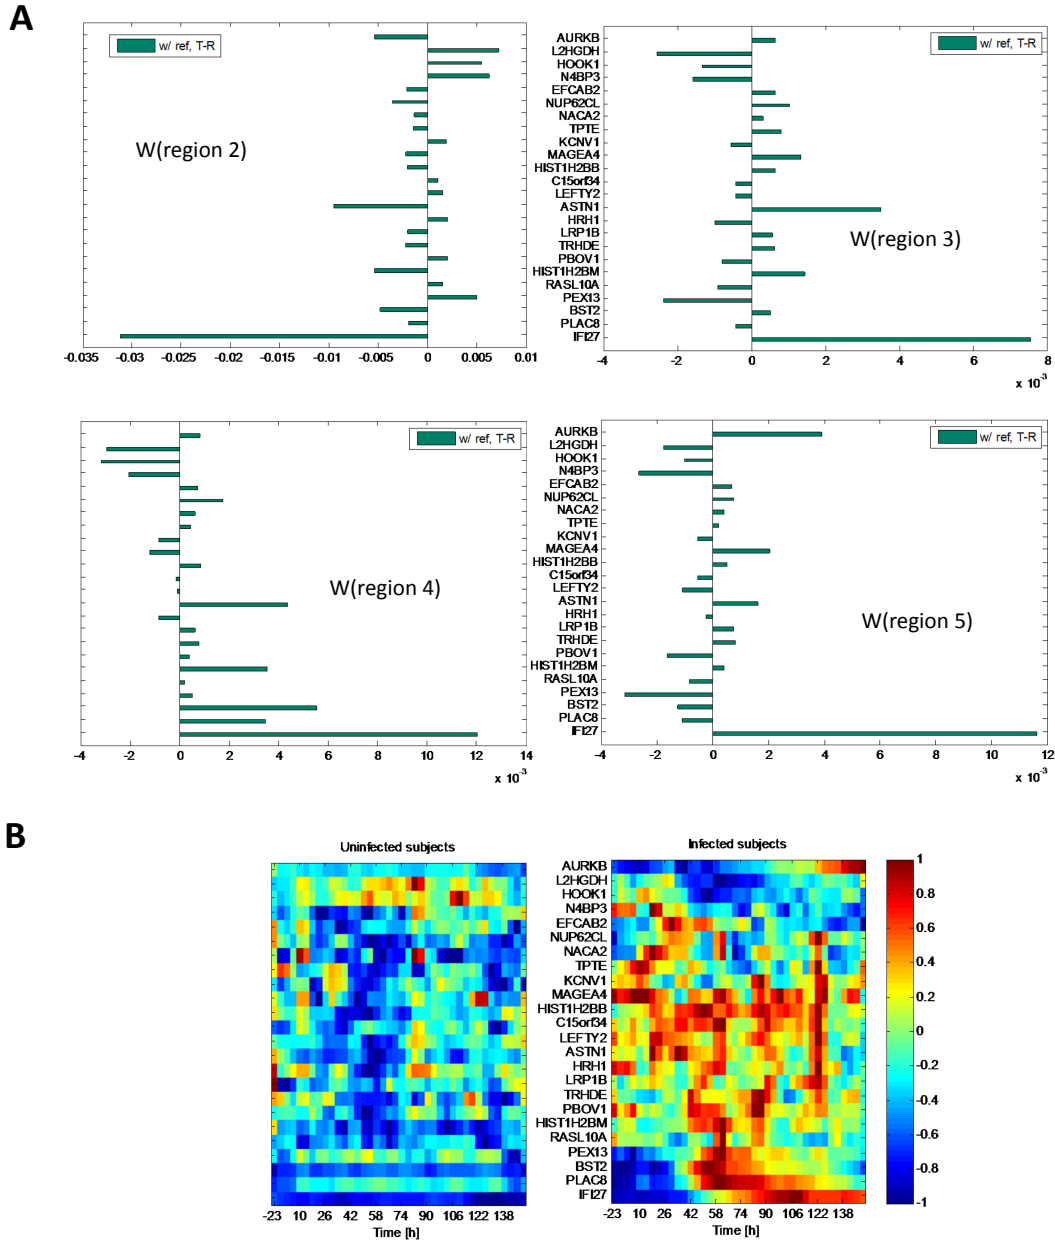 A
w/ ref, T-R
W(region 2)
-0.035 -0.03 -0.025 -0.02 -0.015 -0.01 -0.005 0 0.005 0.01
AURKB
L2HGDH
HOOK1
N4BP3
EFCAB2
NUP62CL
NACA2
TPTE
KCNV1
MAGEA4
HIST1H2BB
C15orf34
LEFTY2
ASTN1
HRH1
LRP1B
TRHDE
PBOV1
HIST1H2BM
RASL10A
PEX13
BST2
PLAC8
IFI27
w/ ref, T-R
W(region 3)
-4 -2 0 2 4 6 8
x 10⁻³
w/ ref, T-R
W(region 4)
-4 -2 0 2 4 6 8 10 12 14
x 10⁻³
AURKB
L2HGDH
HOOK1
N4BP3
EFCAB2
NUP62CL
NACA2
TPTE
KCNV1
MAGEA4
HIST1H2BB
C15orf34
LEFTY2
ASTN1
HRH1
LRP1B
TRHDE
PBOV1
HIST1H2BM
RASL10A
PEX13
BST2
PLAC8
IFI27
w/ ref, T-R
W(region 5)
-4 -2 0 2 4 6 8 10 12
x 10⁻³
B
Uninfected subjects
-23 10 26 42 58 74 90 106 122 138
Time [h]
Infected subjects
AURKB
L2HGDH
HOOK1
N4BP3
EFCAB2
NUP62CL
NACA2
TPTE
KCNV1
MAGEA4
HIST1H2BB
C15orf34
LEFTY2
ASTN1
HRH1
LRP1B
TRHDE
PBOV1
HIST1H2BM
RASL10A
PEX13
BST2
PLAC8
IFI27
-23 10 26 42 58 74 90 106 122 138
Time [h]
1
0.8
0.6
0.4
0.2
0
-0.2
-0.4
-0.6
-0.8
-1